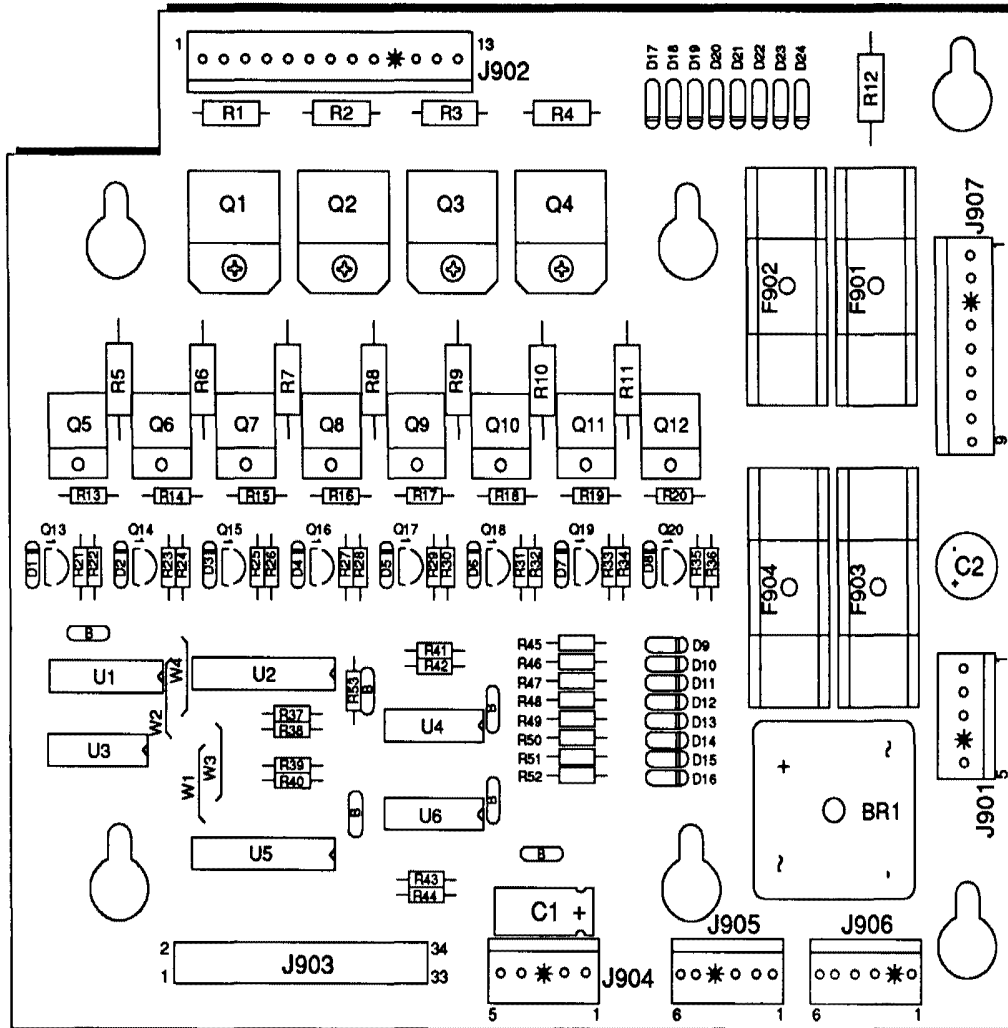 1 13 J902
D17 D18 D19 D20 D21 D22 D23 D24
R12
R1 R2 R3 R4
Q1 Q2 Q3 Q4
F902 F901
J907
1
9
R5 R6 R7 R8 R9 R10 R11
Q5 Q6 Q7 Q8 Q9 Q10 Q11 Q12
R13 R14 R15 R16 R17 R18 R19 R20
Q13 Q14 Q15 Q16 Q17 Q18 Q19 Q20
D1 R21 R22 D2 R23 R24 D3 R25 R26 D4 R27 R28 D5 R29 R30 D6 R31 R32 D7 R33 R34 D8 R35 R36
F904 F903
- + C2
B
U1 W4 U2 R53 B
W2
U3
R41
R42
R37
R38
W1 W3
R39
R40
U4 B
U6 B
B
U5
R45 D9
R46 D10
R47 D11
R48 D12
R49 D13
R50 D14
R51 D15
R52 D16
1
5
J901
+ ~
BR1
~ -
B
R43
R44
C1 +
J905 J906
2 34
J903
1 33
J904
5 1
6 1
6 1